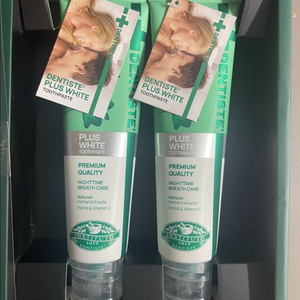 DENTISTE'
PLUS WHITE
TOOTHPASTE
DENTISTE'
PLUS WHITE
TOOTHPASTE
DENTISTE'
DENTISTE'
PLUS
WHITE
TOOTHPASTE
PREMIUM
QUALITY
NIGHTTIME
BREATH CARE
Natural
Herbal Extracts
Xylitol & Vitamin C
PLUS
WHITE
TOOTHPASTE
PREMIUM
QUALITY
NIGHTTIME
BREATH CARE
Natural
Herbal Extracts
Xylitol & Vitamin C